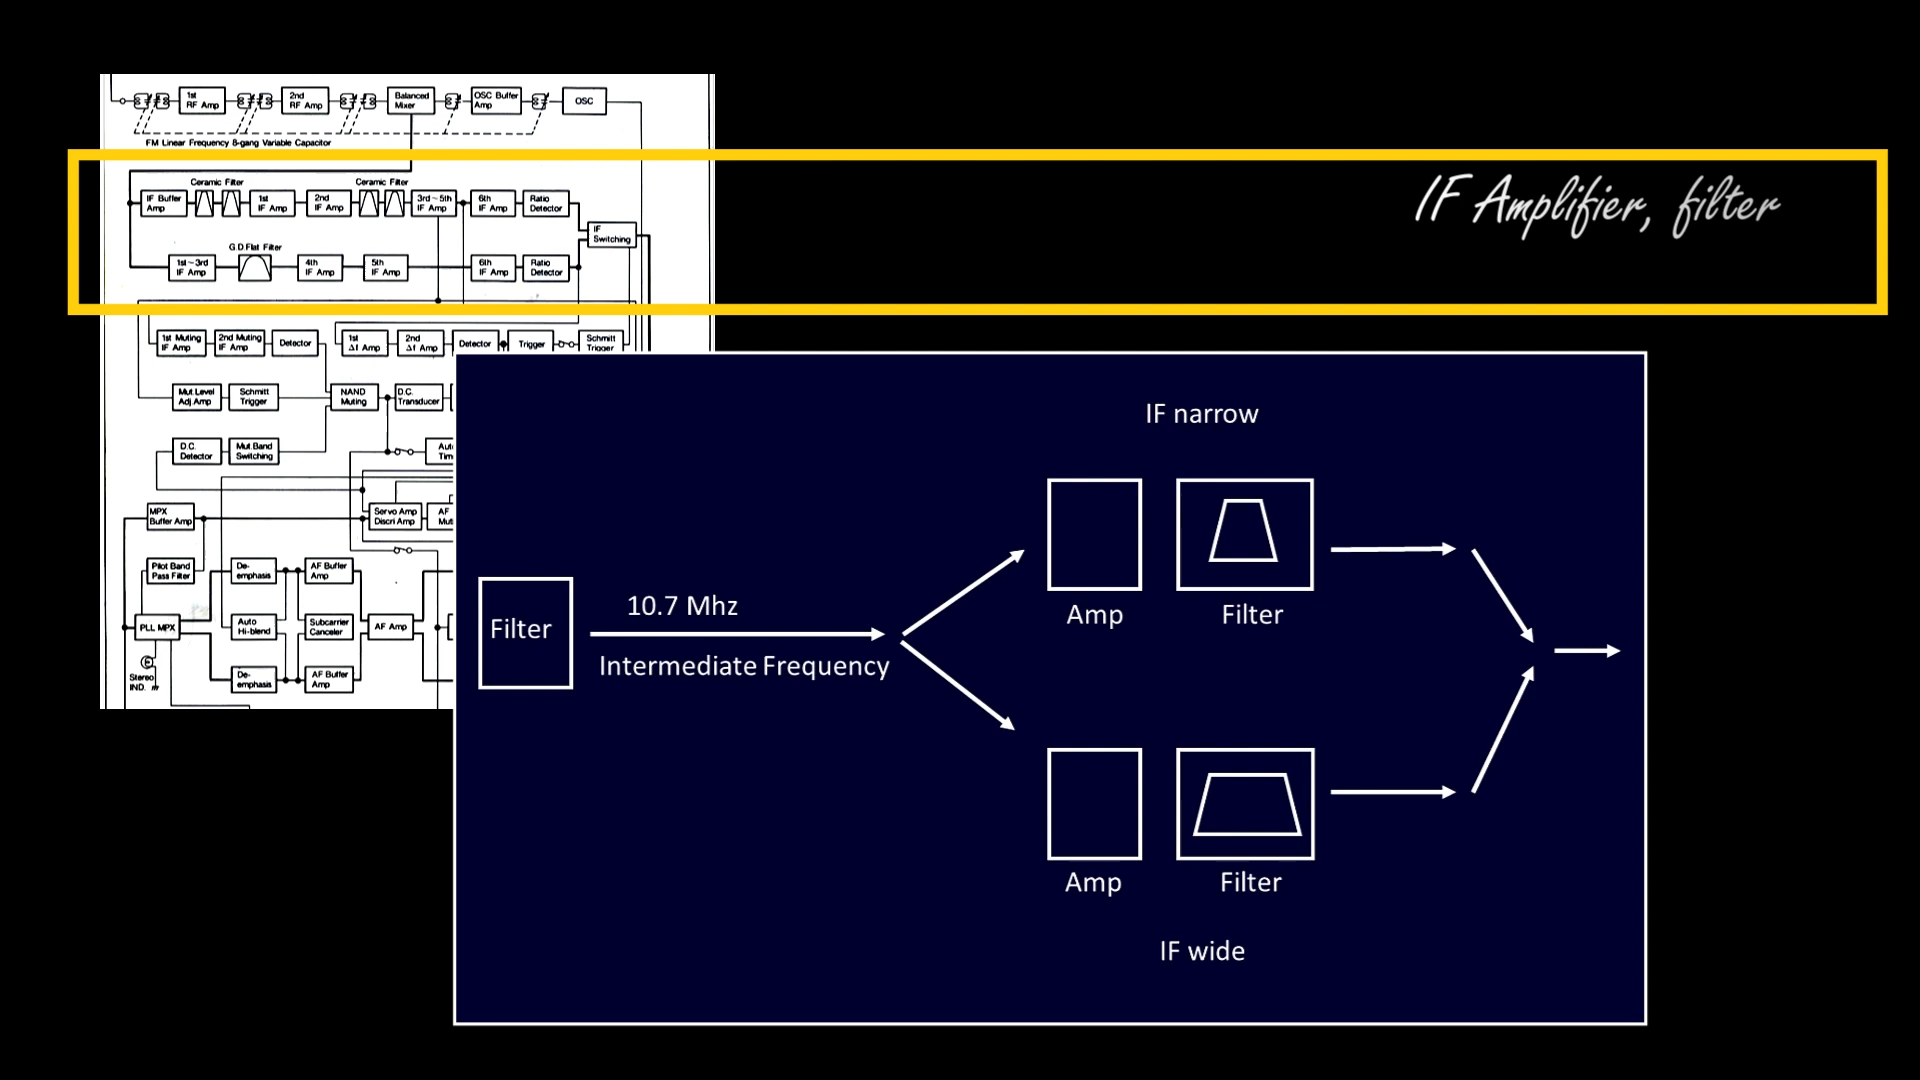 1st
RF Amp
2nd
RF Amp
Balanced
Mixer
OSC Buffer
Amp
OSC
FM Linear Frequency 8-gang Variable Capacitor
IF Amplifier, filter
Ceramic Filter
Ceramic Filter
IF Buffer
Amp
1st
IF Amp
2nd
IF Amp
3rd~5th
IF Amp
6th
IF Amp
Ratio
Detector
IF
Switching
G.D.Flat Filter
1st~3rd
IF Amp
4th
IF Amp
5th
IF Amp
6th
IF Amp
Ratio
Detector
1st Muting
IF Amp
2nd Muting
IF Amp
Detector
1st
Δf Amp
2nd
Δf Amp
Detector
Trigger
Schmitt
Trigger
Mut.Level
Adj.Amp
Schmitt
Trigger
NAND
Muting
D.C.
Transducer
D.C.
Detector
Mut.Band
Switching
MPX
Buffer Amp
Servo Amp
Discri Amp
AF
Pilot Band
Pass Filter
De-
emphasis
AF Buffer
Amp
PLL MPX
Auto
Hi-blend
Subcarrier
Canceler
AF Amp
Stereo
IND.
De-
emphasis
AF Buffer
Amp
IF narrow
Filter
10.7 Mhz
Intermediate Frequency
Amp
Filter
Amp
Filter
IF wide